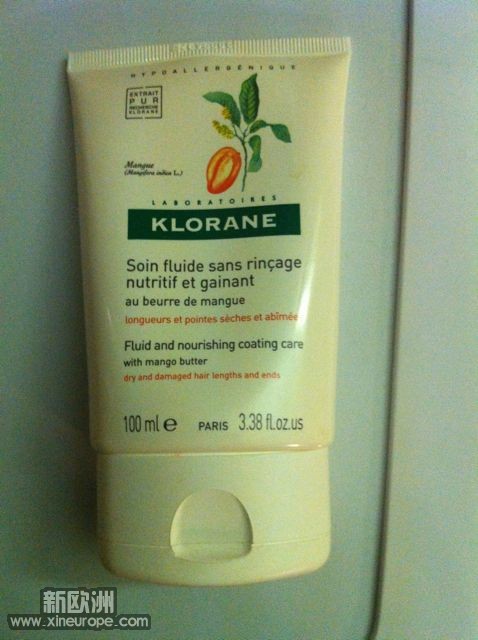 HYPOALLERGÉNIQUE
EXTRAIT
PUR
RECHERCHE
KLORANE
Mangue
(Mangifera indica L.)
LABORATOIRES
KLORANE
Soin fluide sans rinçage
nutritif et gainant
au beurre de mangue
longueurs et pointes sèches et abîmée
Fluid and nourishing coating care
with mango butter
dry and damaged hair lengths and ends
100 ml e PARIS 3.38 fl.oz.us
新欧洲
www.xineurope.com